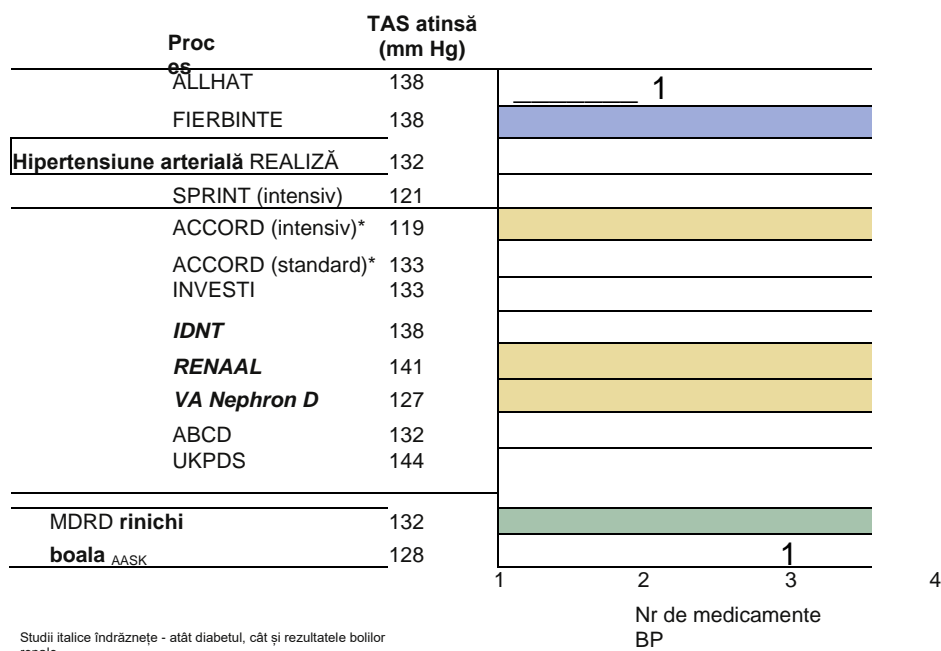 TAS atinsă
(mm Hg)
Proc
es
ALLHAT 138 1
FIERBINTE 138
Hipertensiune arterială REALIZĂ 132
SPRINT (intensiv) 121
ACCORD (intensiv)* 119
ACCORD (standard)* 133
INVESTI 133
IDNT 138
RENAAL 141
VA Nephron D 127
ABCD 132
UKPDS 144
MDRD rinichi 132
boala AASK 128 1
1 2 3 4
Nr de medicamente
BP
Studii italice îndrăznețe - atât diabetul, cât și rezultatele bolilor